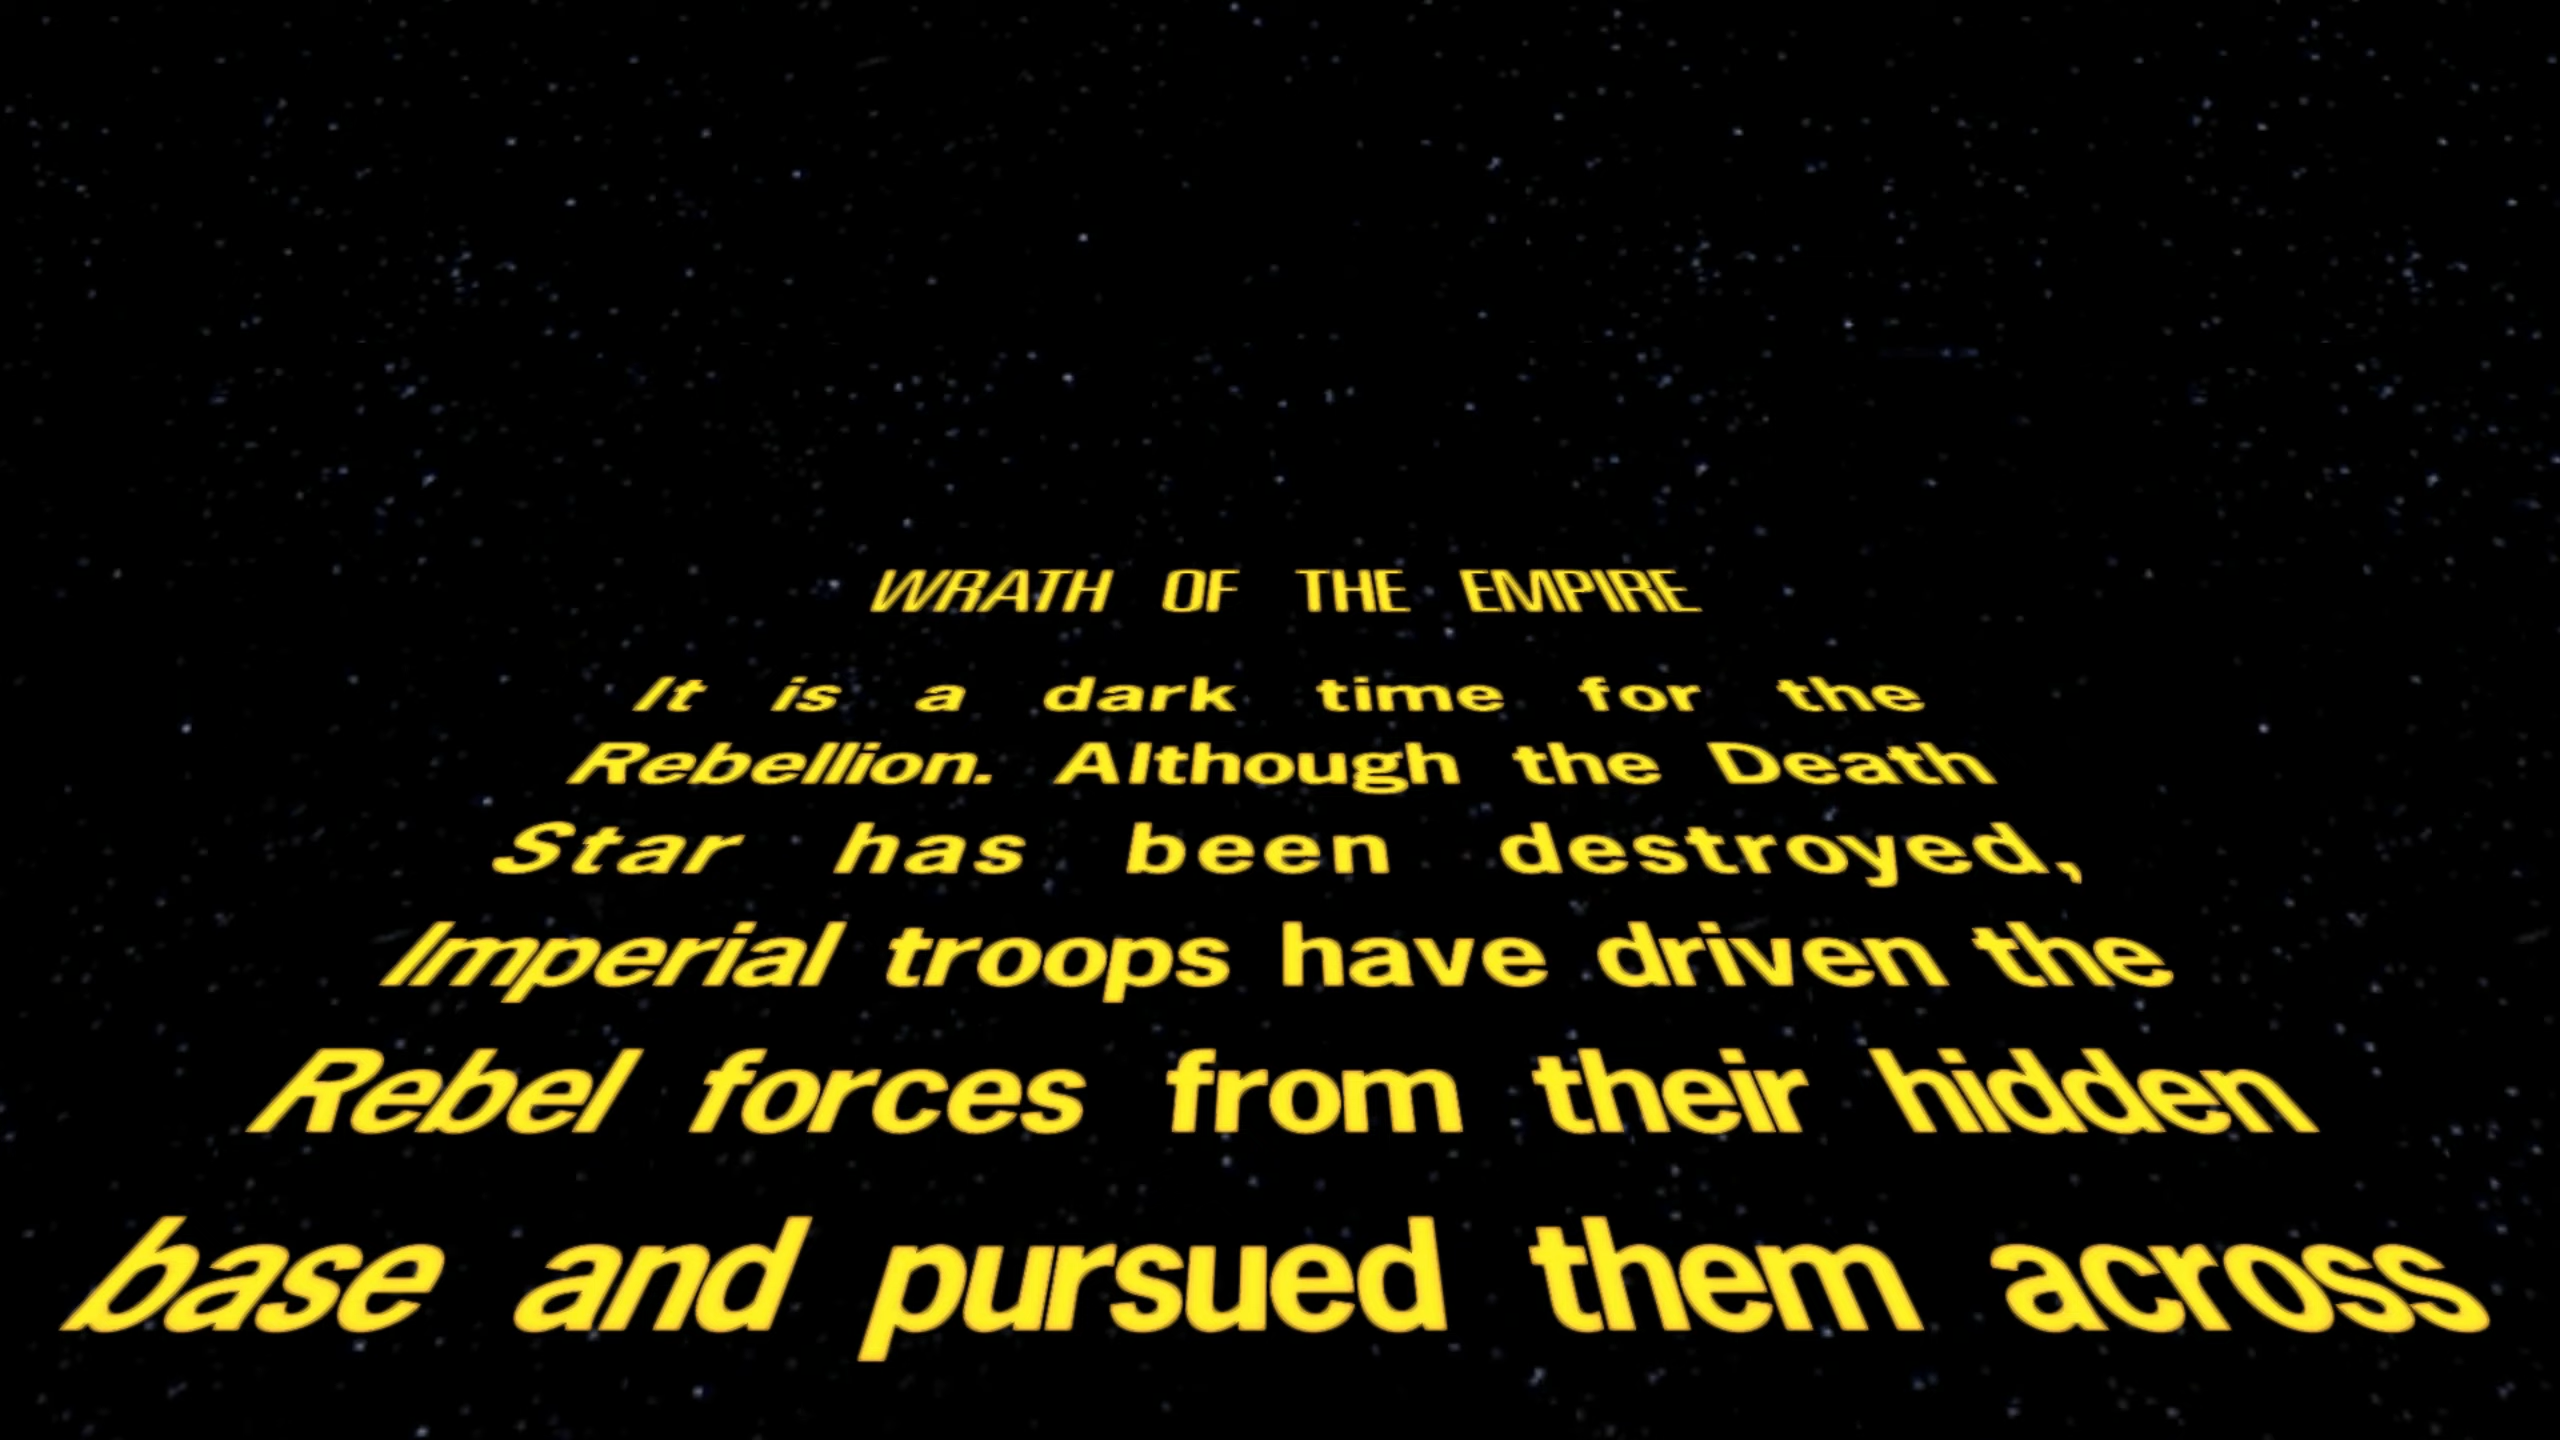 WRATH OF THE EMPIRE
It is a dark time for the
Rebellion. Although the Death
Star has been destroyed,
Imperial troops have driven the
Rebel forces from their hidden
base and pursued them across